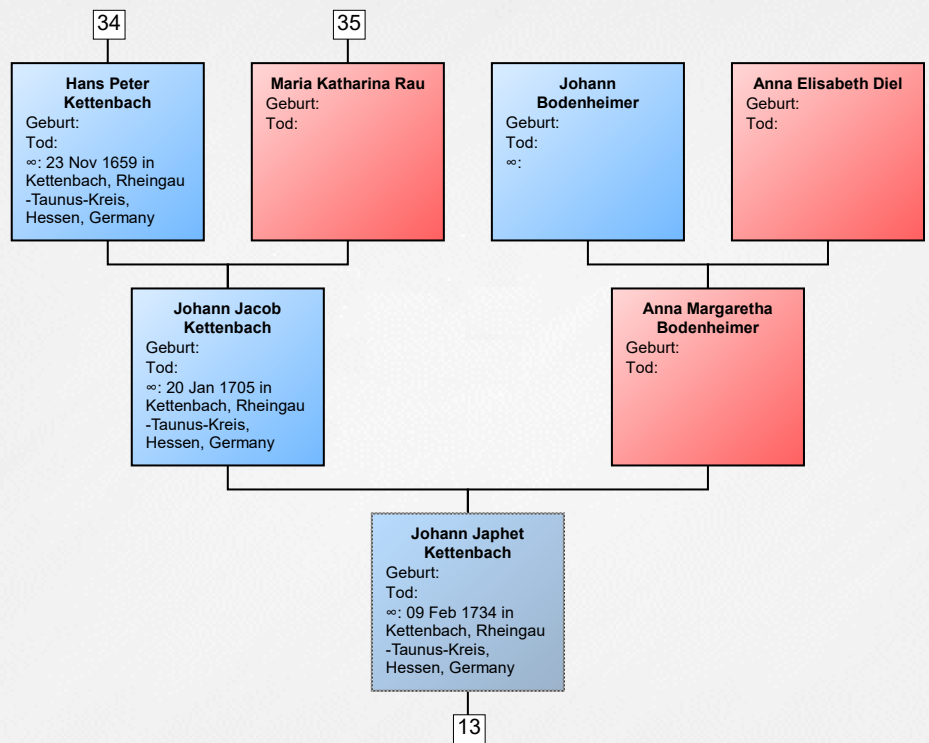 34
35
Hans Peter
Kettenbach
Geburt:
Tod:
∞: 23 Nov 1659 in
Kettenbach, Rheingau
-Taunus-Kreis,
Hessen, Germany
Maria Katharina Rau
Geburt:
Tod:
Johann
Bodenheimer
Geburt:
Tod:
∞:
Anna Elisabeth Diel
Geburt:
Tod:
Johann Jacob
Kettenbach
Geburt:
Tod:
∞: 20 Jan 1705 in
Kettenbach, Rheingau
-Taunus-Kreis,
Hessen, Germany
Anna Margaretha
Bodenheimer
Geburt:
Tod:
Johann Japhet
Kettenbach
Geburt:
Tod:
∞: 09 Feb 1734 in
Kettenbach, Rheingau
-Taunus-Kreis,
Hessen, Germany
13